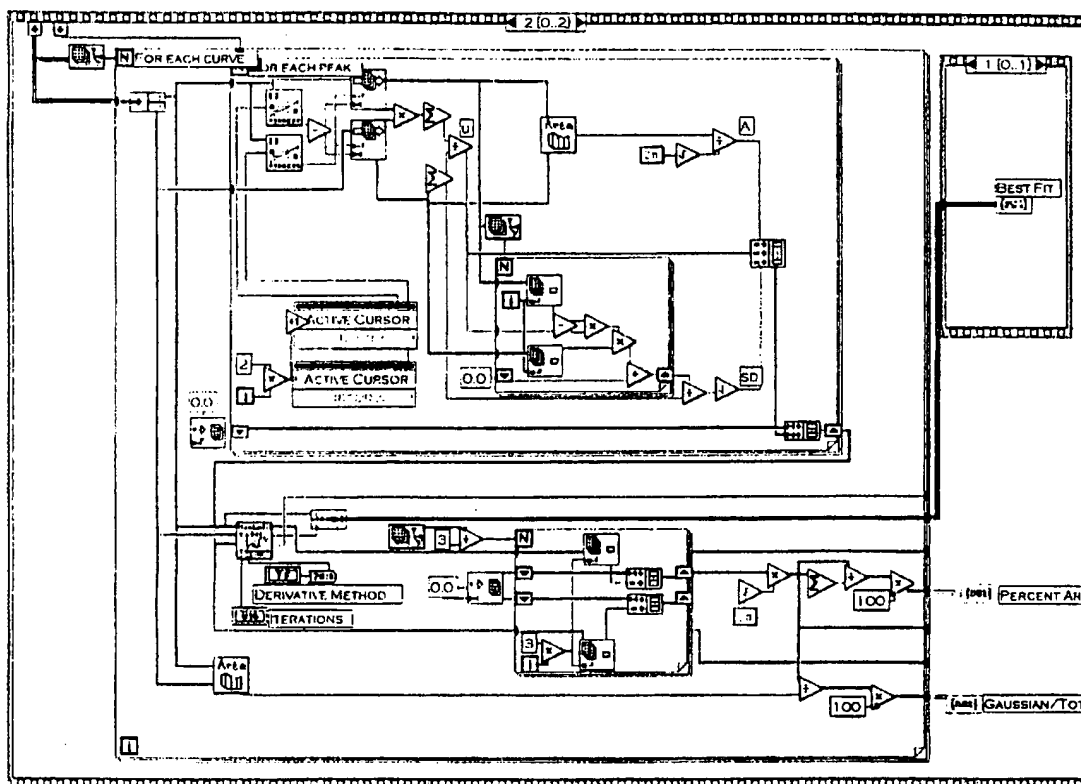 2 [0..2]
N FOR EACH CURVE
OR EACH PEAK
1 [0..1]
U
Area
A
BEST FIT
N
i
ACTIVE CURSOR
2
ACTIVE CURSOR
i
0.0
SD
0.0
N
3
0.0
DERIVATIVE METHOD
ITERATIONS
100
PERCENT AR
3
i
Area
100
GAUSSIAN/TOT
i